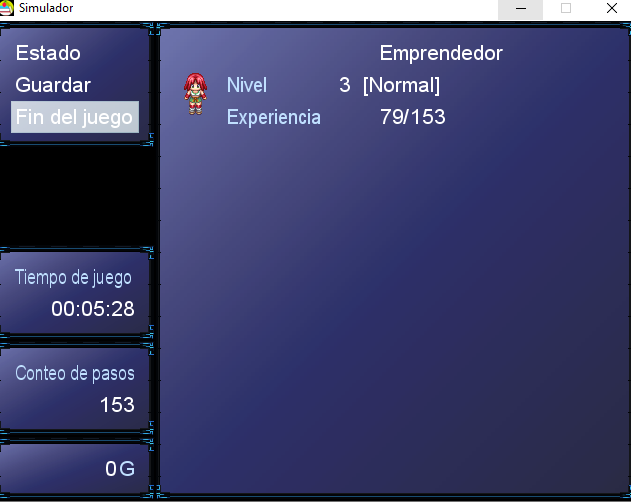 Simulador
Estado
Guardar
Fin del juego
Emprendedor
Nivel 3 [Normal]
Experiencia 79/153
Tiempo de juego
00:05:28
Conteo de pasos
153
0G